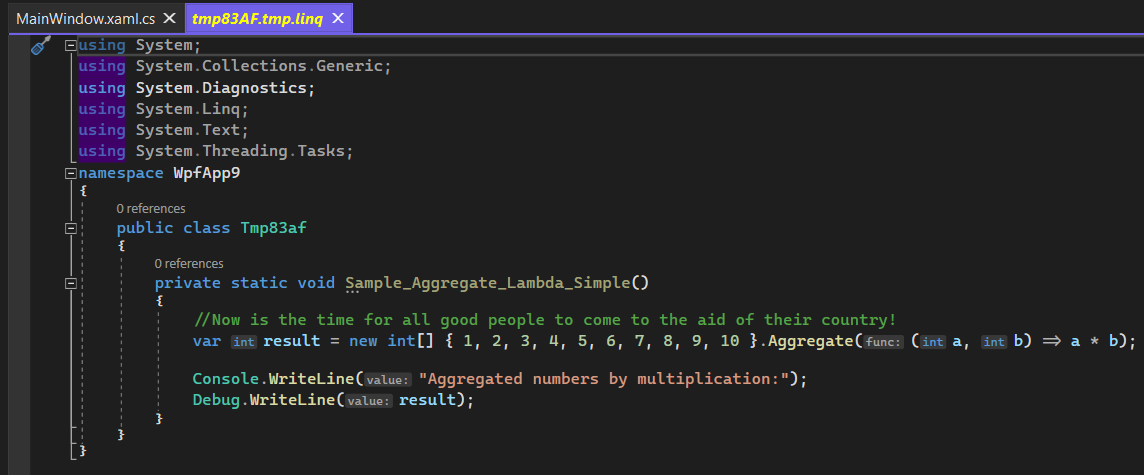 MainWindow.xaml.cs tmp83AF.tmp.linq
using System;
using System.Collections.Generic;
using System.Diagnostics;
using System.Linq;
using System.Text;
using System.Threading.Tasks;
namespace WpfApp9
{
0 references
public class Tmp83af
{
0 references
private static void Sample_Aggregate_Lambda_Simple()
{
//Now is the time for all good people to come to the aid of their country!
var int result = new int[] { 1, 2, 3, 4, 5, 6, 7, 8, 9, 10 }.Aggregate(func: (int a, int b) => a * b);
Console.WriteLine(value: "Aggregated numbers by multiplication:");
Debug.WriteLine(value: result);
}
}
}